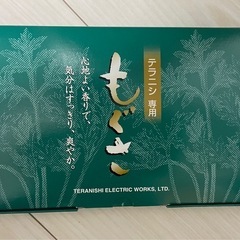 テラニシ専用
もぐさ
心地よい香りで、
気分はすっきり、爽やか。
TERANISHI ELECTRIC WORKS, LTD.